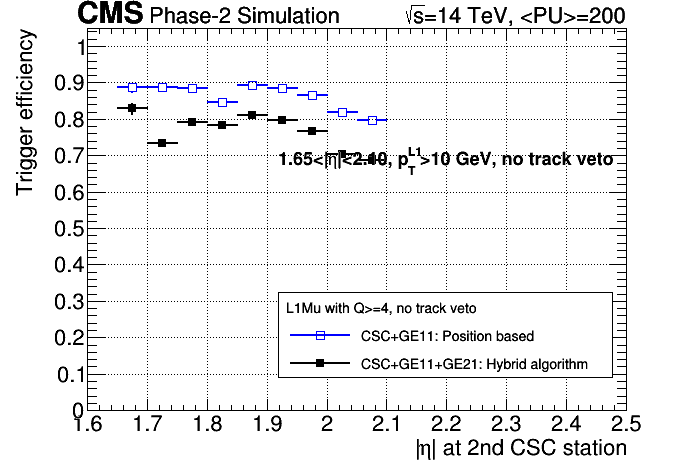 CMS Phase-2 Simulation √s=14 TeV, <PU>=200
Trigger efficiency
1
0.9
0.8
0.7
0.6
0.5
0.4
0.3
0.2
0.1
0
1.65<|η|<2.10, p_T^L1>10 GeV, no track veto
L1Mu with Q>=4, no track veto
CSC+GE11: Position based
CSC+GE11+GE21: Hybrid algorithm
1.6 1.7 1.8 1.9 2 2.1 2.2 2.3 2.4 2.5
|η| at 2nd CSC station